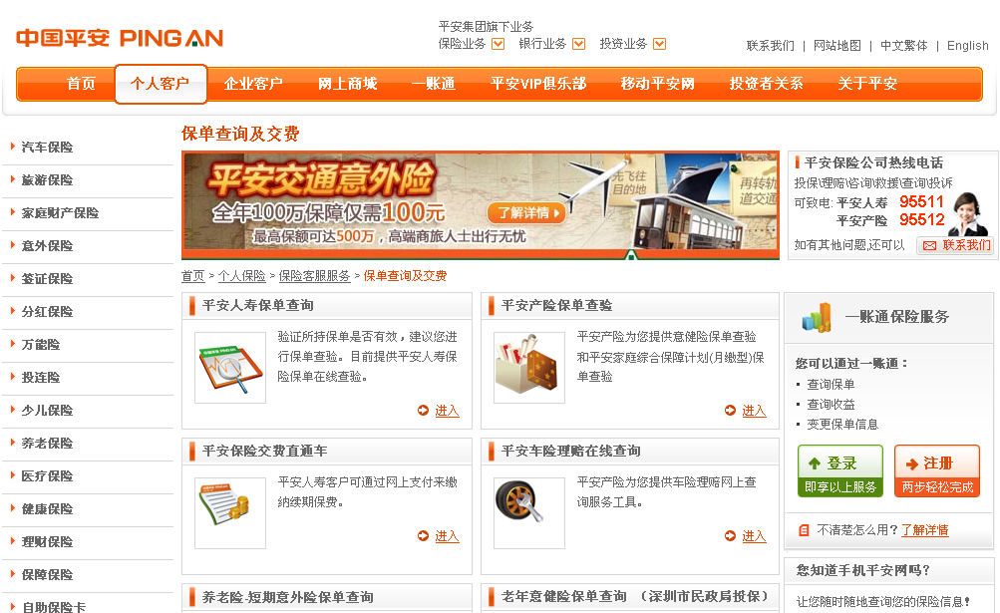 中国平安 PING AN
平安集团旗下业务
保险业务 银行业务 投资业务
联系我们 | 网站地图 | 中文繁体 | English
首页 个人客户 企业客户 网上商城 一账通 平安VIP俱乐部 移动平安网 投资者关系 关于平安
汽车保险
旅游保险
家庭财产保险
意外保险
签证保险
分红保险
万能险
投连险
少儿保险
养老保险
医疗保险
健康保险
理财保险
保障保险
自助保险卡
保单查询及交费
平安交通意外险
全年100万保障仅需100元
了解详情
最高保额可达500万，高端商旅人士出行无忧
无飞往
目的地
再转轨
道交通
平安保险公司热线电话
投保\理赔\咨询\救援\查询\投诉
可致电: 平安人寿 95511
平安产险 95512
如有其他问题,还可以 联系我们
首页 > 个人保险 > 保险客服服务 > 保单查询及交费
平安人寿保单查询
中国平安 PING AN
验证所持保单是否有效，建议您进
行保单查验。目前提供平安人寿保
险保单在线查验。
进入
平安产险保单查验
平安产险为您提供意健险保单查验
和平安家庭综合保障计划(月缴型)保
单查验
进入
平安保险交费直通车
平安人寿客户可通过网上支付来缴
纳续期保费。
进入
平安车险理赔在线查询
平安产险为您提供车险理赔网上查
询服务工具。
进入
养老险-短期意外险保单查询
老年意健险保单查询 （深圳市民政局投保）
一账通保险服务
您可以通过一账通：
• 查询保单
• 查询收益
• 变更保单信息
登录
即享以上服务
注册
两步轻松完成
不清楚怎么用? 了解详情
您知道手机平安网吗?
让您随时随地查询您的保险信息!